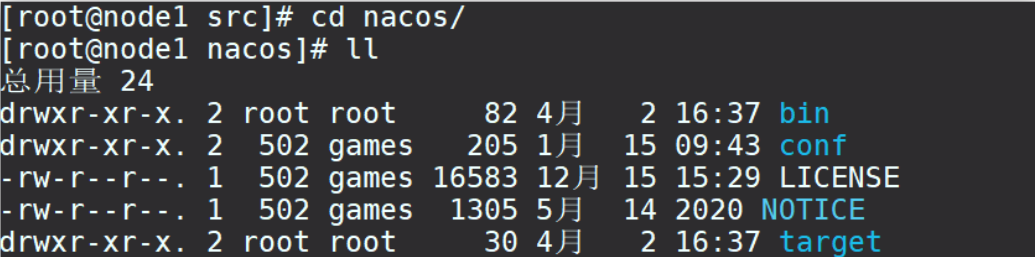 [root@node1 src]# cd nacos/
[root@node1 nacos]# ll
总用量 24
drwxr-xr-x. 2 root root     82 4月   2 16:37 bin
drwxr-xr-x. 2  502 games   205 1月  15 09:43 conf
-rw-r--r--. 1  502 games 16583 12月 15 15:29 LICENSE
-rw-r--r--. 1  502 games  1305 5月  14 2020 NOTICE
drwxr-xr-x. 2 root root     30 4月   2 16:37 target